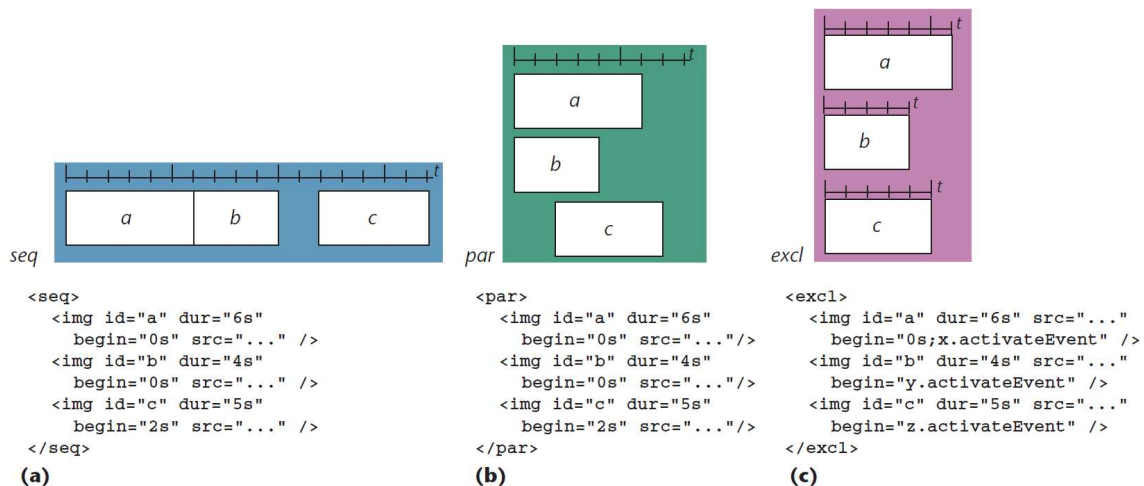 t
a
b
c
seq
<seq>
<img id="a" dur="6s"
begin="0s" src="..." />
<img id="b" dur="4s"
begin="0s" src="..." />
<img id="c" dur="5s"
begin="2s" src="..." />
</seq>
(a)
t
a
b
c
par
<par>
<img id="a" dur="6s"
begin="0s" src="..."/>
<img id="b" dur="4s"
begin="0s" src="..."/>
<img id="c" dur="5s"
begin="2s" src="..."/>
</par>
(b)
t
a
t
b
t
c
excl
<excl>
<img id="a" dur="6s" src="..."
begin="0s;x.activateEvent" />
<img id="b" dur="4s" src="..."
begin="y.activateEvent" />
<img id="c" dur="5s" src="..."
begin="z.activateEvent" />
</excl>
(c)